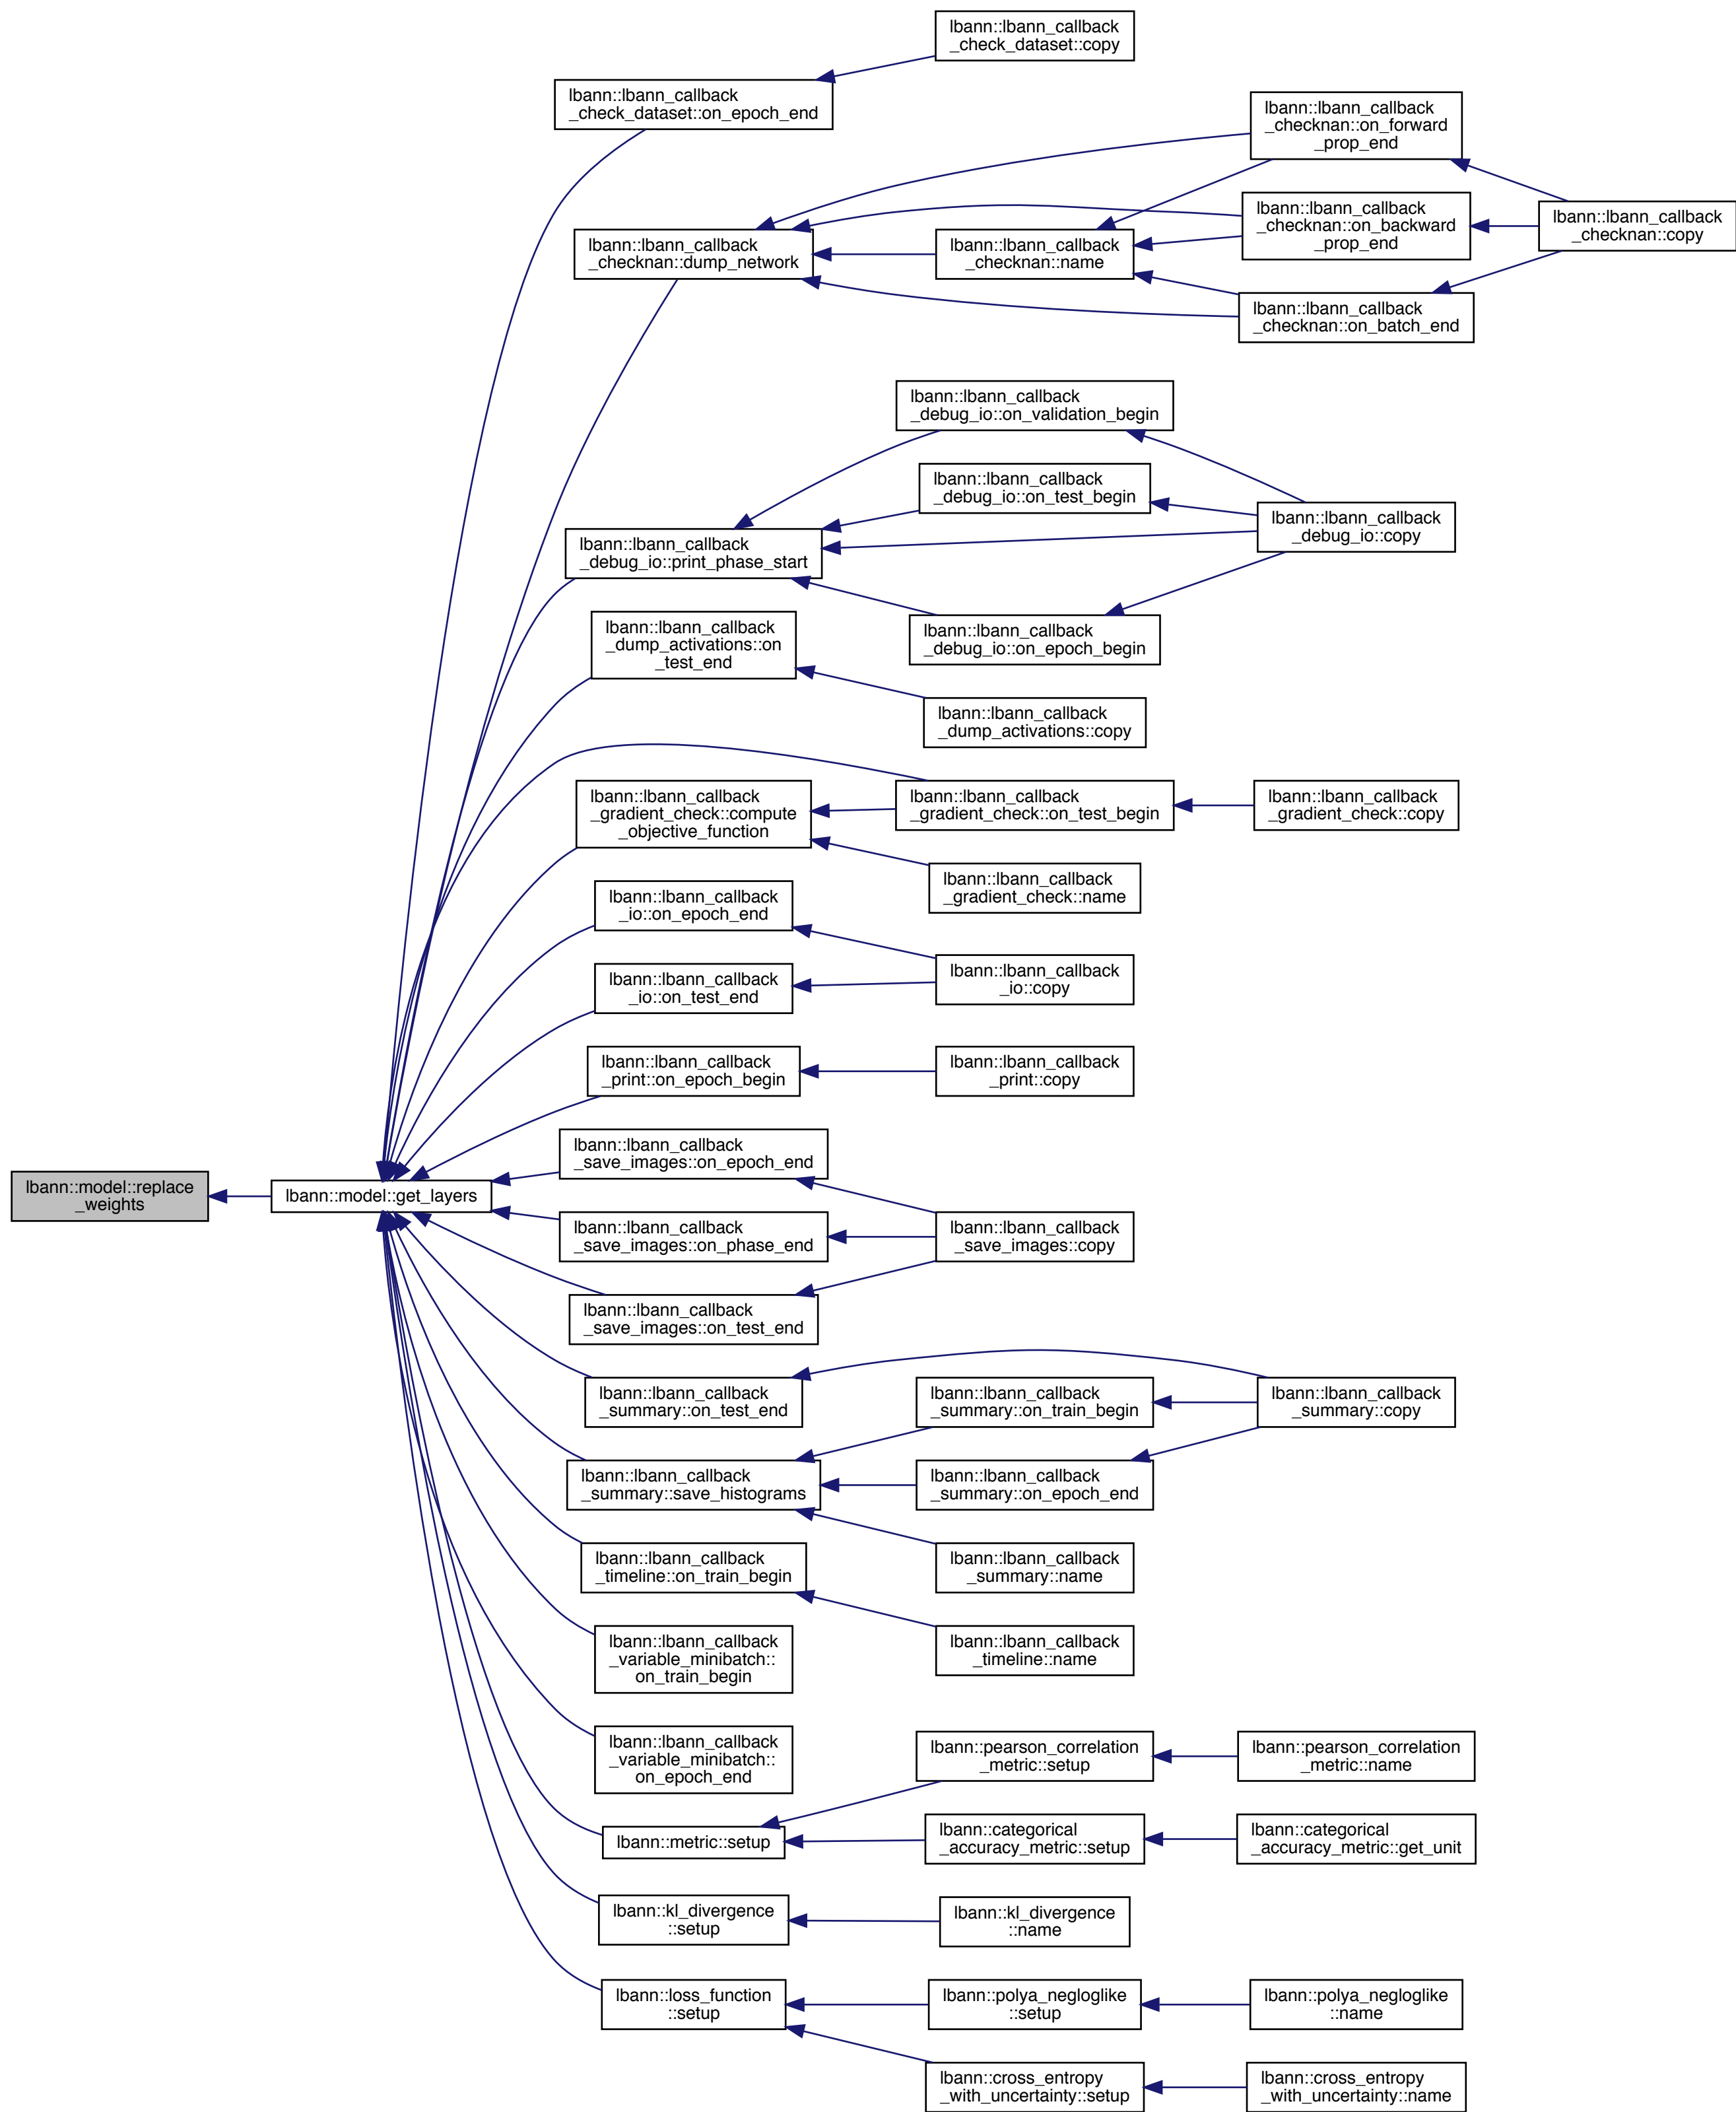 lbann::lbann_callback
_check_dataset::copy
lbann::lbann_callback
_check_dataset::on_epoch_end
lbann::lbann_callback
_checknan::on_forward
_prop_end
lbann::lbann_callback
_checknan::on_backward
_prop_end
lbann::lbann_callback
_checknan::copy
lbann::lbann_callback
_checknan::dump_network
lbann::lbann_callback
_checknan::name
lbann::lbann_callback
_checknan::on_batch_end
lbann::lbann_callback
_debug_io::on_validation_begin
lbann::lbann_callback
_debug_io::on_test_begin
lbann::lbann_callback
_debug_io::copy
lbann::lbann_callback
_debug_io::print_phase_start
lbann::lbann_callback
_debug_io::on_epoch_begin
lbann::lbann_callback
_dump_activations::on
_test_end
lbann::lbann_callback
_dump_activations::copy
lbann::lbann_callback
_gradient_check::compute
_objective_function
lbann::lbann_callback
_gradient_check::on_test_begin
lbann::lbann_callback
_gradient_check::copy
lbann::lbann_callback
_gradient_check::name
lbann::lbann_callback
_io::on_epoch_end
lbann::lbann_callback
_io::on_test_end
lbann::lbann_callback
_io::copy
lbann::lbann_callback
_print::on_epoch_begin
lbann::lbann_callback
_print::copy
lbann::lbann_callback
_save_images::on_epoch_end
lbann::model::replace
_weights
lbann::model::get_layers
lbann::lbann_callback
_save_images::on_phase_end
lbann::lbann_callback
_save_images::copy
lbann::lbann_callback
_save_images::on_test_end
lbann::lbann_callback
_summary::on_test_end
lbann::lbann_callback
_summary::on_train_begin
lbann::lbann_callback
_summary::copy
lbann::lbann_callback
_summary::save_histograms
lbann::lbann_callback
_summary::on_epoch_end
lbann::lbann_callback
_summary::name
lbann::lbann_callback
_timeline::on_train_begin
lbann::lbann_callback
_timeline::name
lbann::lbann_callback
_variable_minibatch::
on_train_begin
lbann::lbann_callback
_variable_minibatch::
on_epoch_end
lbann::pearson_correlation
_metric::setup
lbann::pearson_correlation
_metric::name
lbann::metric::setup
lbann::categorical
_accuracy_metric::setup
lbann::categorical
_accuracy_metric::get_unit
lbann::kl_divergence
::setup
lbann::kl_divergence
::name
lbann::loss_function
::setup
lbann::polya_negloglike
::setup
lbann::polya_negloglike
::name
lbann::cross_entropy
_with_uncertainty::setup
lbann::cross_entropy
_with_uncertainty::name